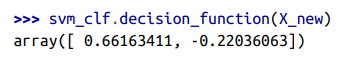 >>> svm_clf.decision_function(X_new)
array([ 0.66163411, -0.22036063])